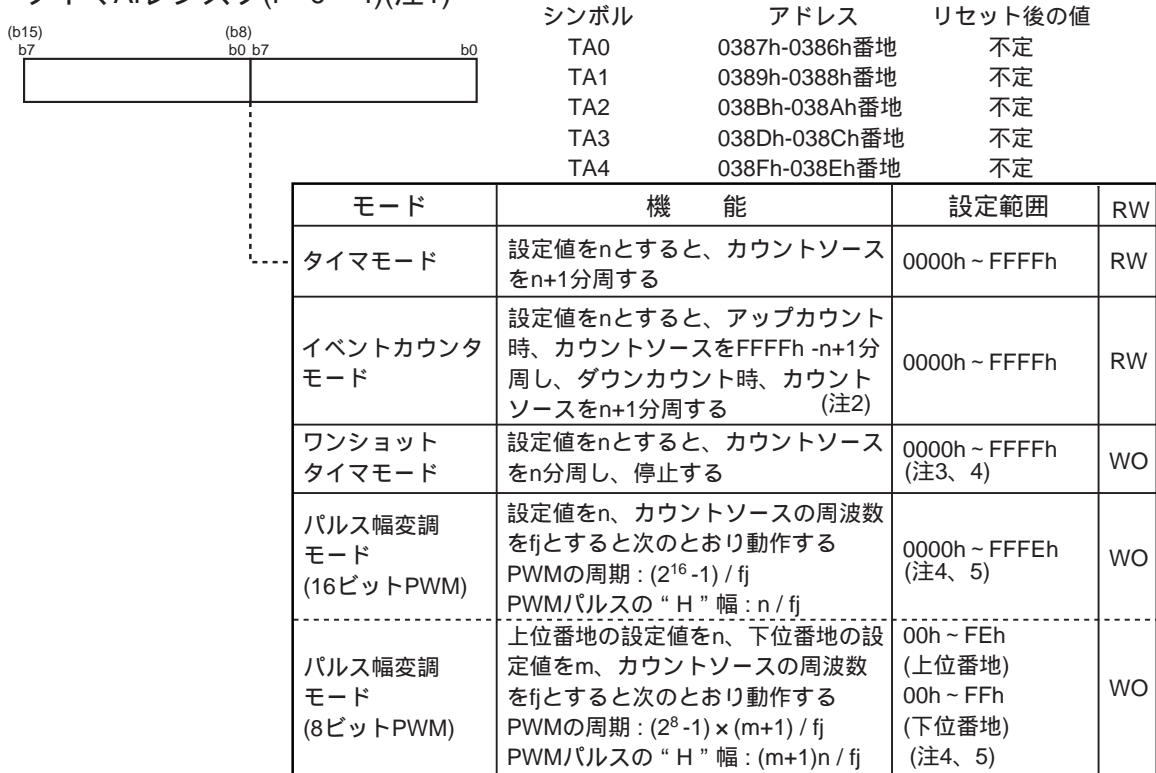 シンボル アドレス リセット後の値
(b15) (b8)
b7 b0 b7 b0
TA0 0387h-0386h番地 不定
TA1 0389h-0388h番地 不定
TA2 038Bh-038Ah番地 不定
TA3 038Dh-038Ch番地 不定
TA4 038Fh-038Eh番地 不定
モード 機 能 設定範囲 RW
タイマモード
設定値をnとすると、カウントソース
をn+1分周する
0000h ~ FFFFh RW
イベントカウンタ
モード
設定値をnとすると、アップカウント
時、カウントソースをFFFFh -n+1分
周し、ダウンカウント時、カウント
ソースをn+1分周する (注2)
0000h ~ FFFFh RW
ワンショット
タイマモード
設定値をnとすると、カウントソース
をn分周し、停止する
0000h ~ FFFFh
(注3、4)
WO
パルス幅変調
モード
(16ビットPWM)
設定値をn、カウントソースの周波数
をfjとすると次のとおり動作する
PWMの周期 : (2¹⁶ -1) / fj
PWMパルスの “ H ” 幅 : n / fj
0000h ~ FFFEh
(注4、5)
WO
パルス幅変調
モード
(8ビットPWM)
上位番地の設定値をn、下位番地の設
定値をm、カウントソースの周波数
をfjとすると次のとおり動作する
PWMの周期 : (2⁸ -1) × (m+1) / fj
PWMパルスの “ H ” 幅 : (m+1)n / fj
00h ~ FEh
(上位番地)
00h ~ FFh
(下位番地)
(注4、5)
WO